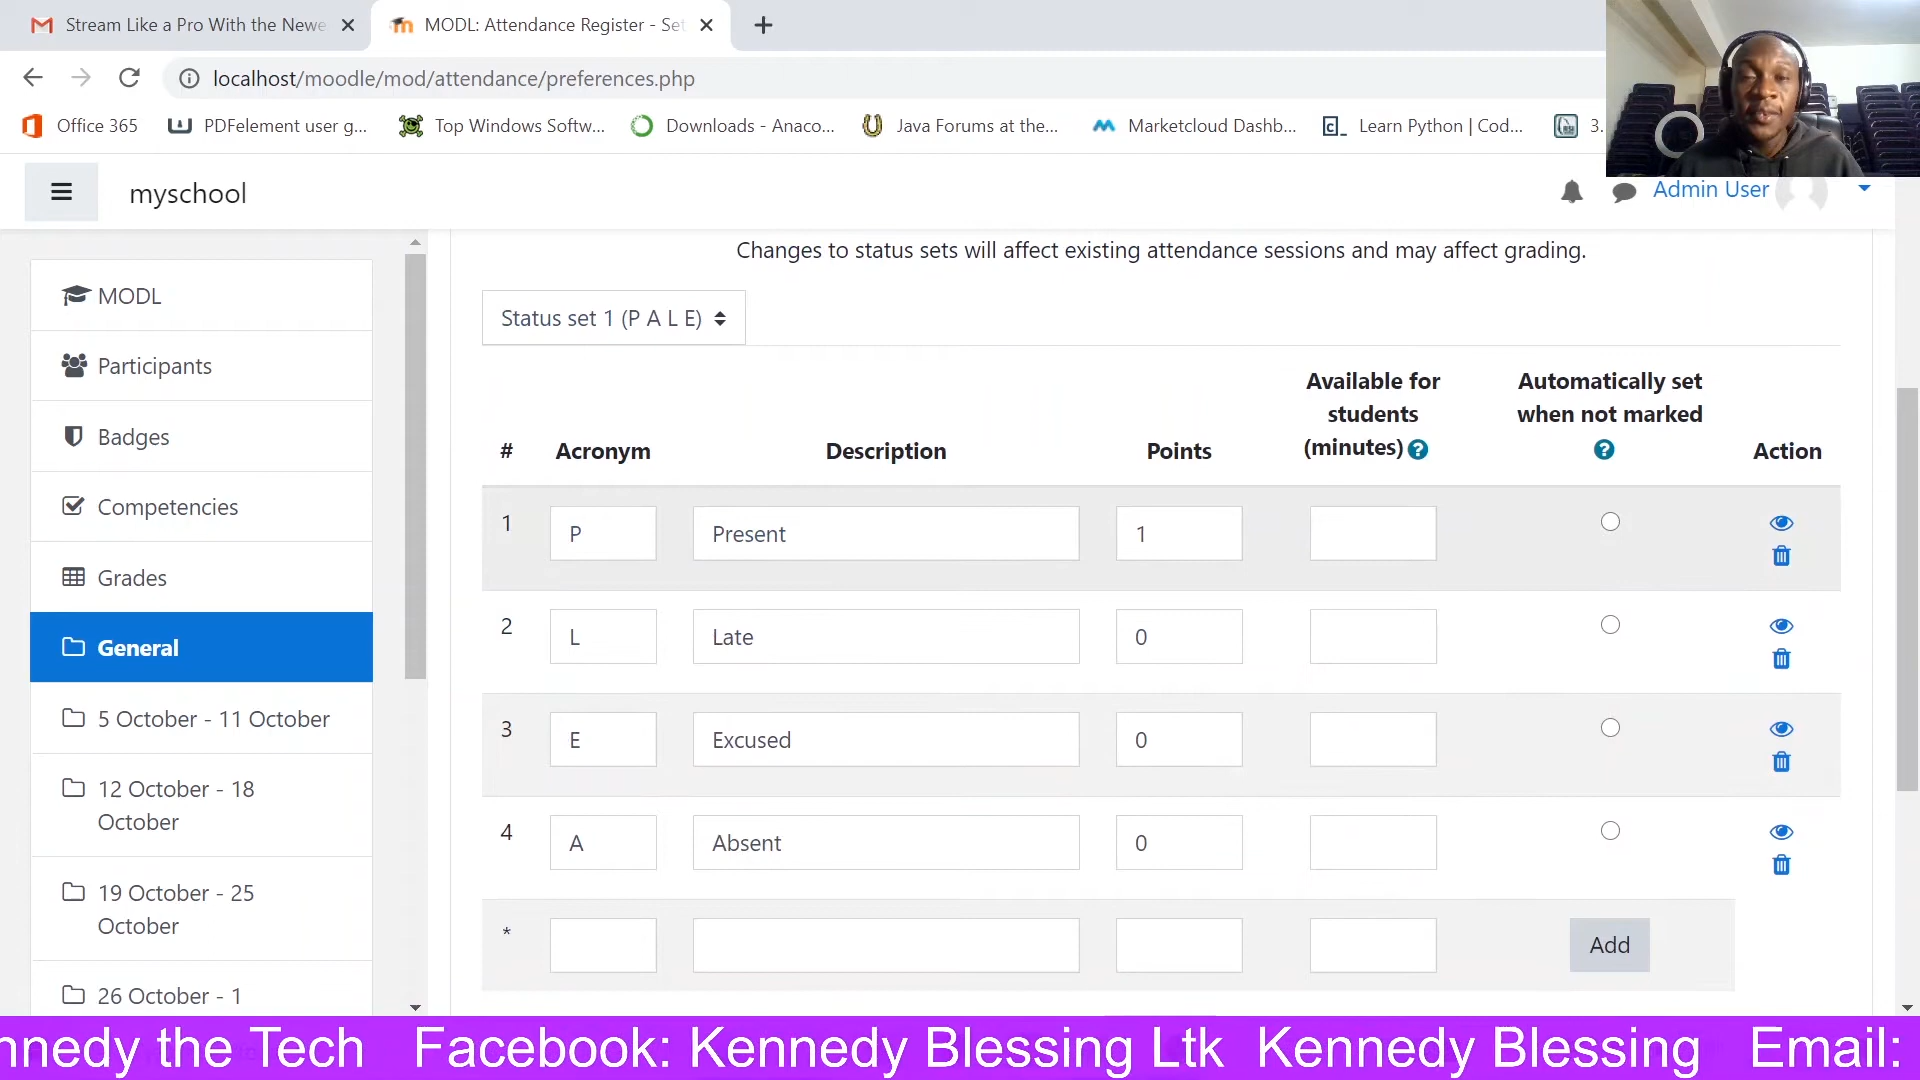 Stream Like a Pro With the Newe
MODL: Attendance Register - Set
localhost/moodle/mod/attendance/preferences.php
Office 365
PDFelement user g...
Top Windows Softw...
Downloads - Anaco...
Java Forums at the...
Marketcloud Dashb...
Learn Python | Cod...
3.
myschool
Admin User
MODL
Participants
Badges
Competencies
Grades
General
5 October - 11 October
12 October - 18
October
19 October - 25
October
26 October - 1
Changes to status sets will affect existing attendance sessions and may affect grading.
Status set 1 (P A L E)
# Acronym Description Points Available for students (minutes) Automatically set when not marked Action
1 P Present 1
2 L Late 0
3 E Excused 0
4 A Absent 0
* Add
nnedy the Tech Facebook: Kennedy Blessing Ltk Kennedy Blessing Email: